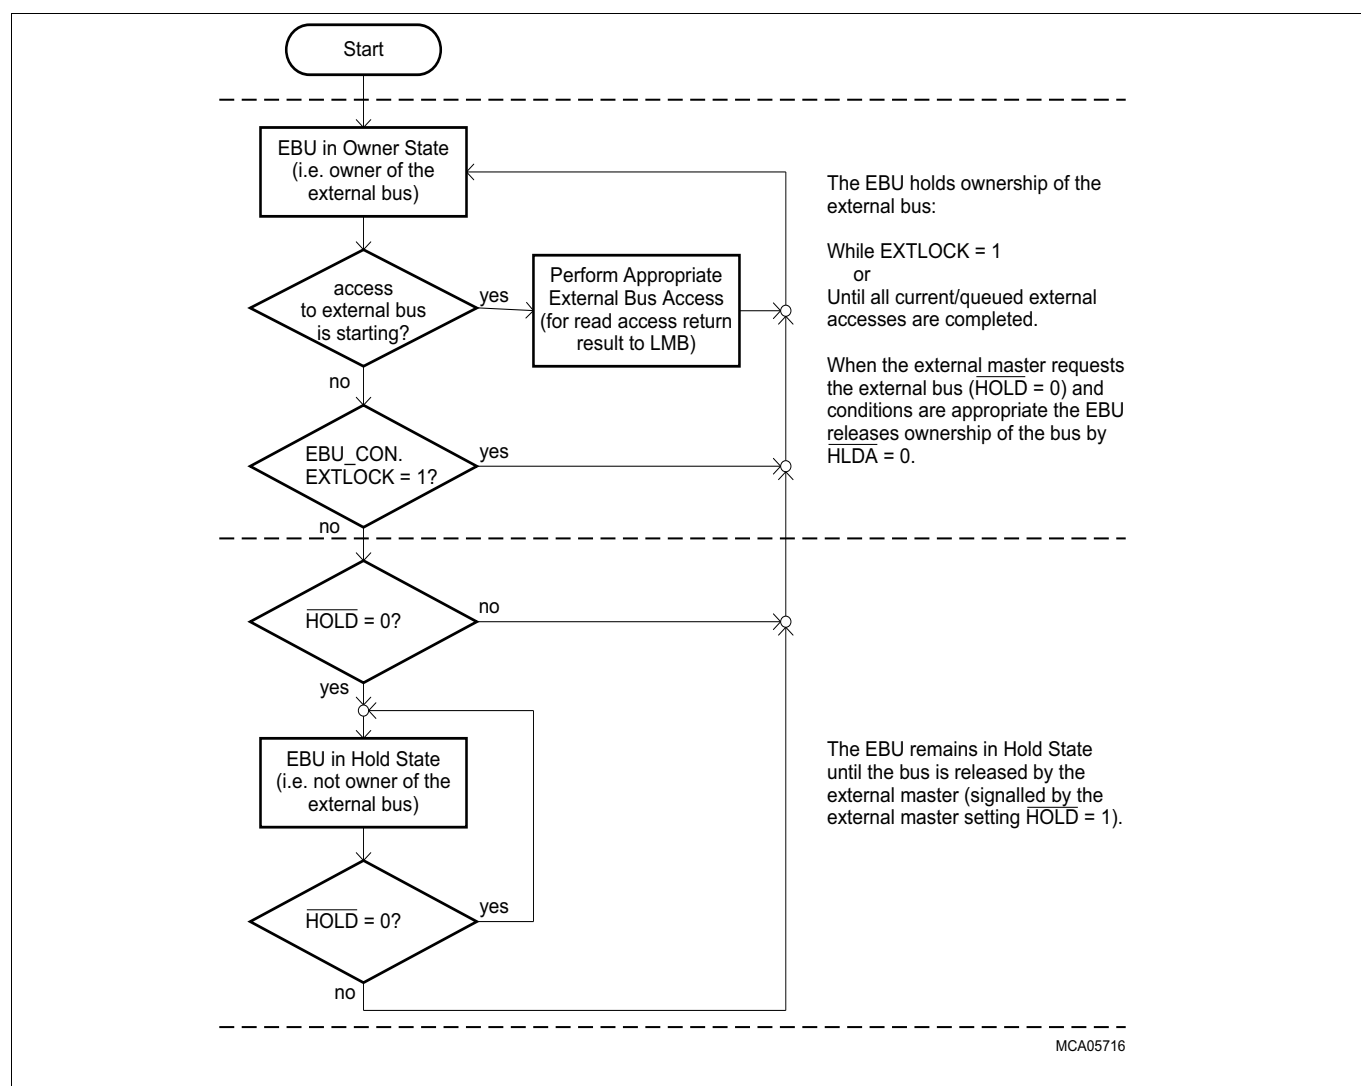 Start
EBU in Owner State
(i.e. owner of the
external bus)
The EBU holds ownership of the
external bus:
While EXTLOCK = 1
or
Until all current/queued external
accesses are completed.
When the external master requests
the external bus (H̅O̅L̅D̅ = 0) and
conditions are appropriate the EBU
releases ownership of the bus by
H̅L̅D̅A̅ = 0.
access
to external bus
is starting?
yes
Perform Appropriate
External Bus Access
(for read access return
result to LMB)
no
EBU_CON.
EXTLOCK = 1?
yes
no
H̅O̅L̅D̅ = 0?
no
yes
EBU in Hold State
(i.e. not owner of the
external bus)
The EBU remains in Hold State
until the bus is released by the
external master (signalled by the
external master setting H̅O̅L̅D̅ = 1).
H̅O̅L̅D̅ = 0?
yes
no
MCA05716